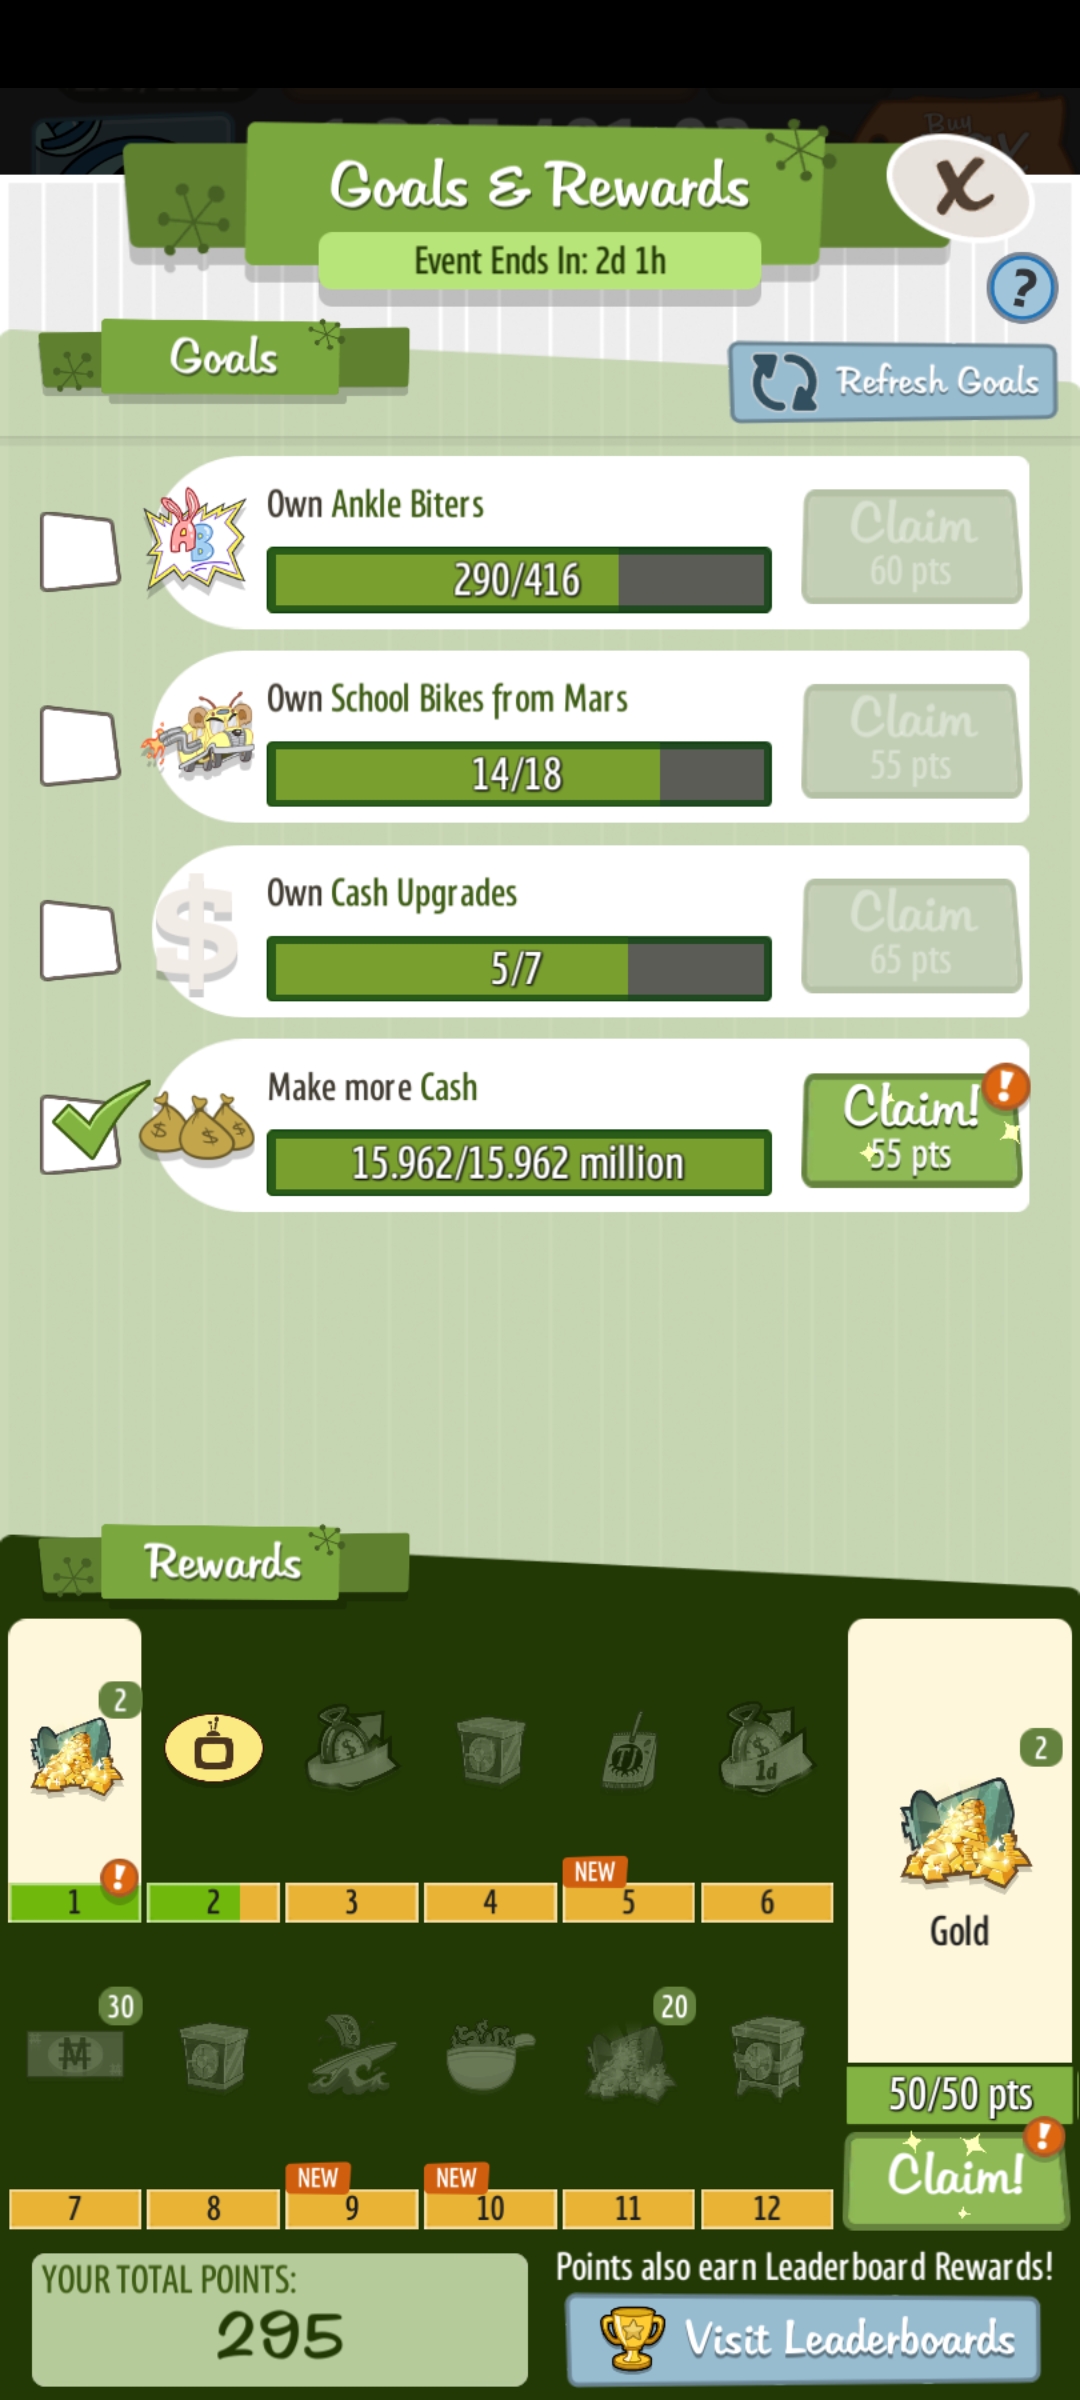 Buy
Goals & Rewards
X
Event Ends In: 2d 1h
?
Goals
Refresh Goals
AB
Own Ankle Biters
290/416
Claim
60 pts
Own School Bikes from Mars
14/18
Claim
55 pts
$
Own Cash Upgrades
5/7
Claim
65 pts
Make more Cash
15.962/15.962 million
Claim!
55 pts
!
Rewards
2
2
TJ
1d
Gold
!
NEW
1
2
3
4
5
6
30
20
50/50 pts
Claim!
!
NEW
NEW
7
8
9
10
11
12
YOUR TOTAL POINTS:
295
Points also earn Leaderboard Rewards!
Visit Leaderboards